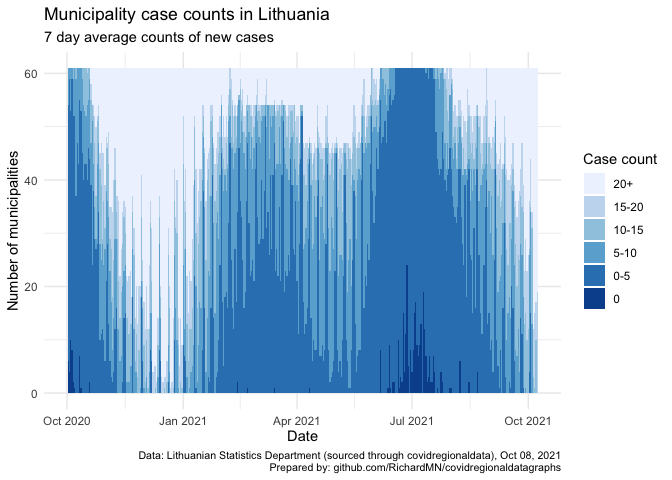 Municipality case counts in Lithuania
7 day average counts of new cases
Number of municipalities
60
40
20
0
Oct 2020
Jan 2021
Apr 2021
Jul 2021
Oct 2021
Date
Case count
20+
15-20
10-15
5-10
0-5
0
Data: Lithuanian Statistics Department (sourced through covidregionaldata), Oct 08, 2021
Prepared by: github.com/RichardMN/covidregionaldatagraphs